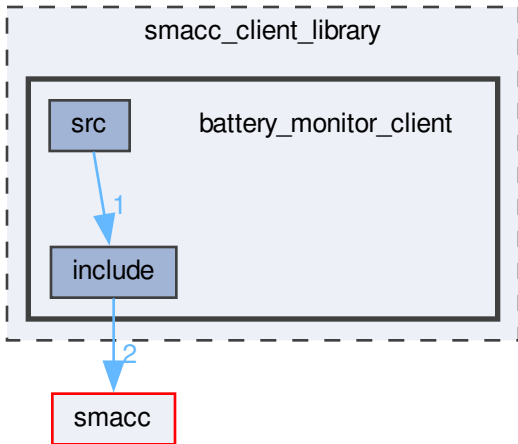 smacc_client_library
src
battery_monitor_client
1
include
2
smacc